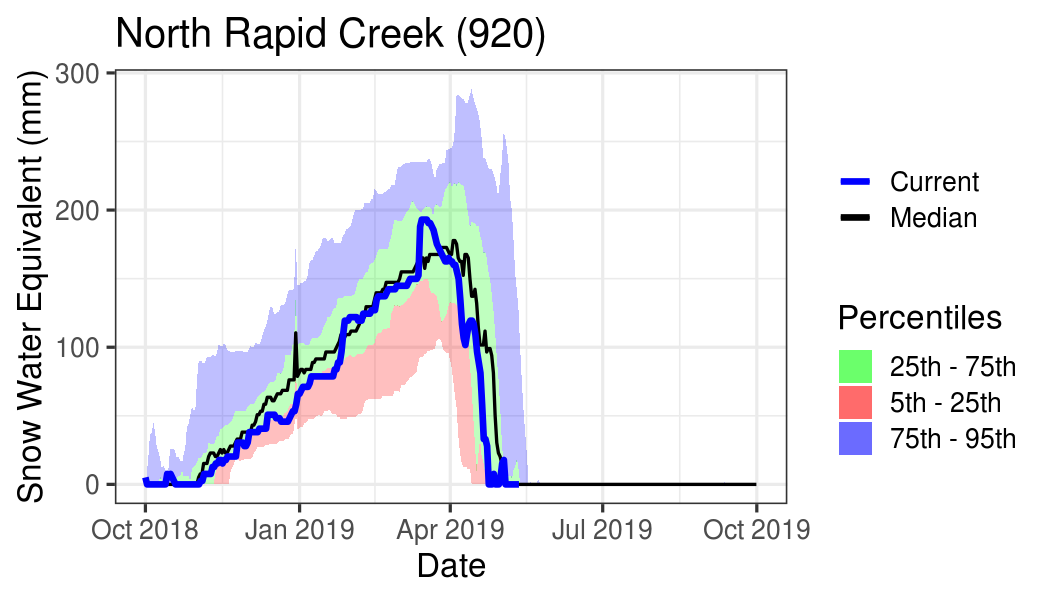 North Rapid Creek (920)
Snow Water Equivalent (mm)
300
200
100
0
Oct 2018
Jan 2019
Apr 2019
Jul 2019
Oct 2019
Date
Current
Median
Percentiles
25th - 75th
5th - 25th
75th - 95th